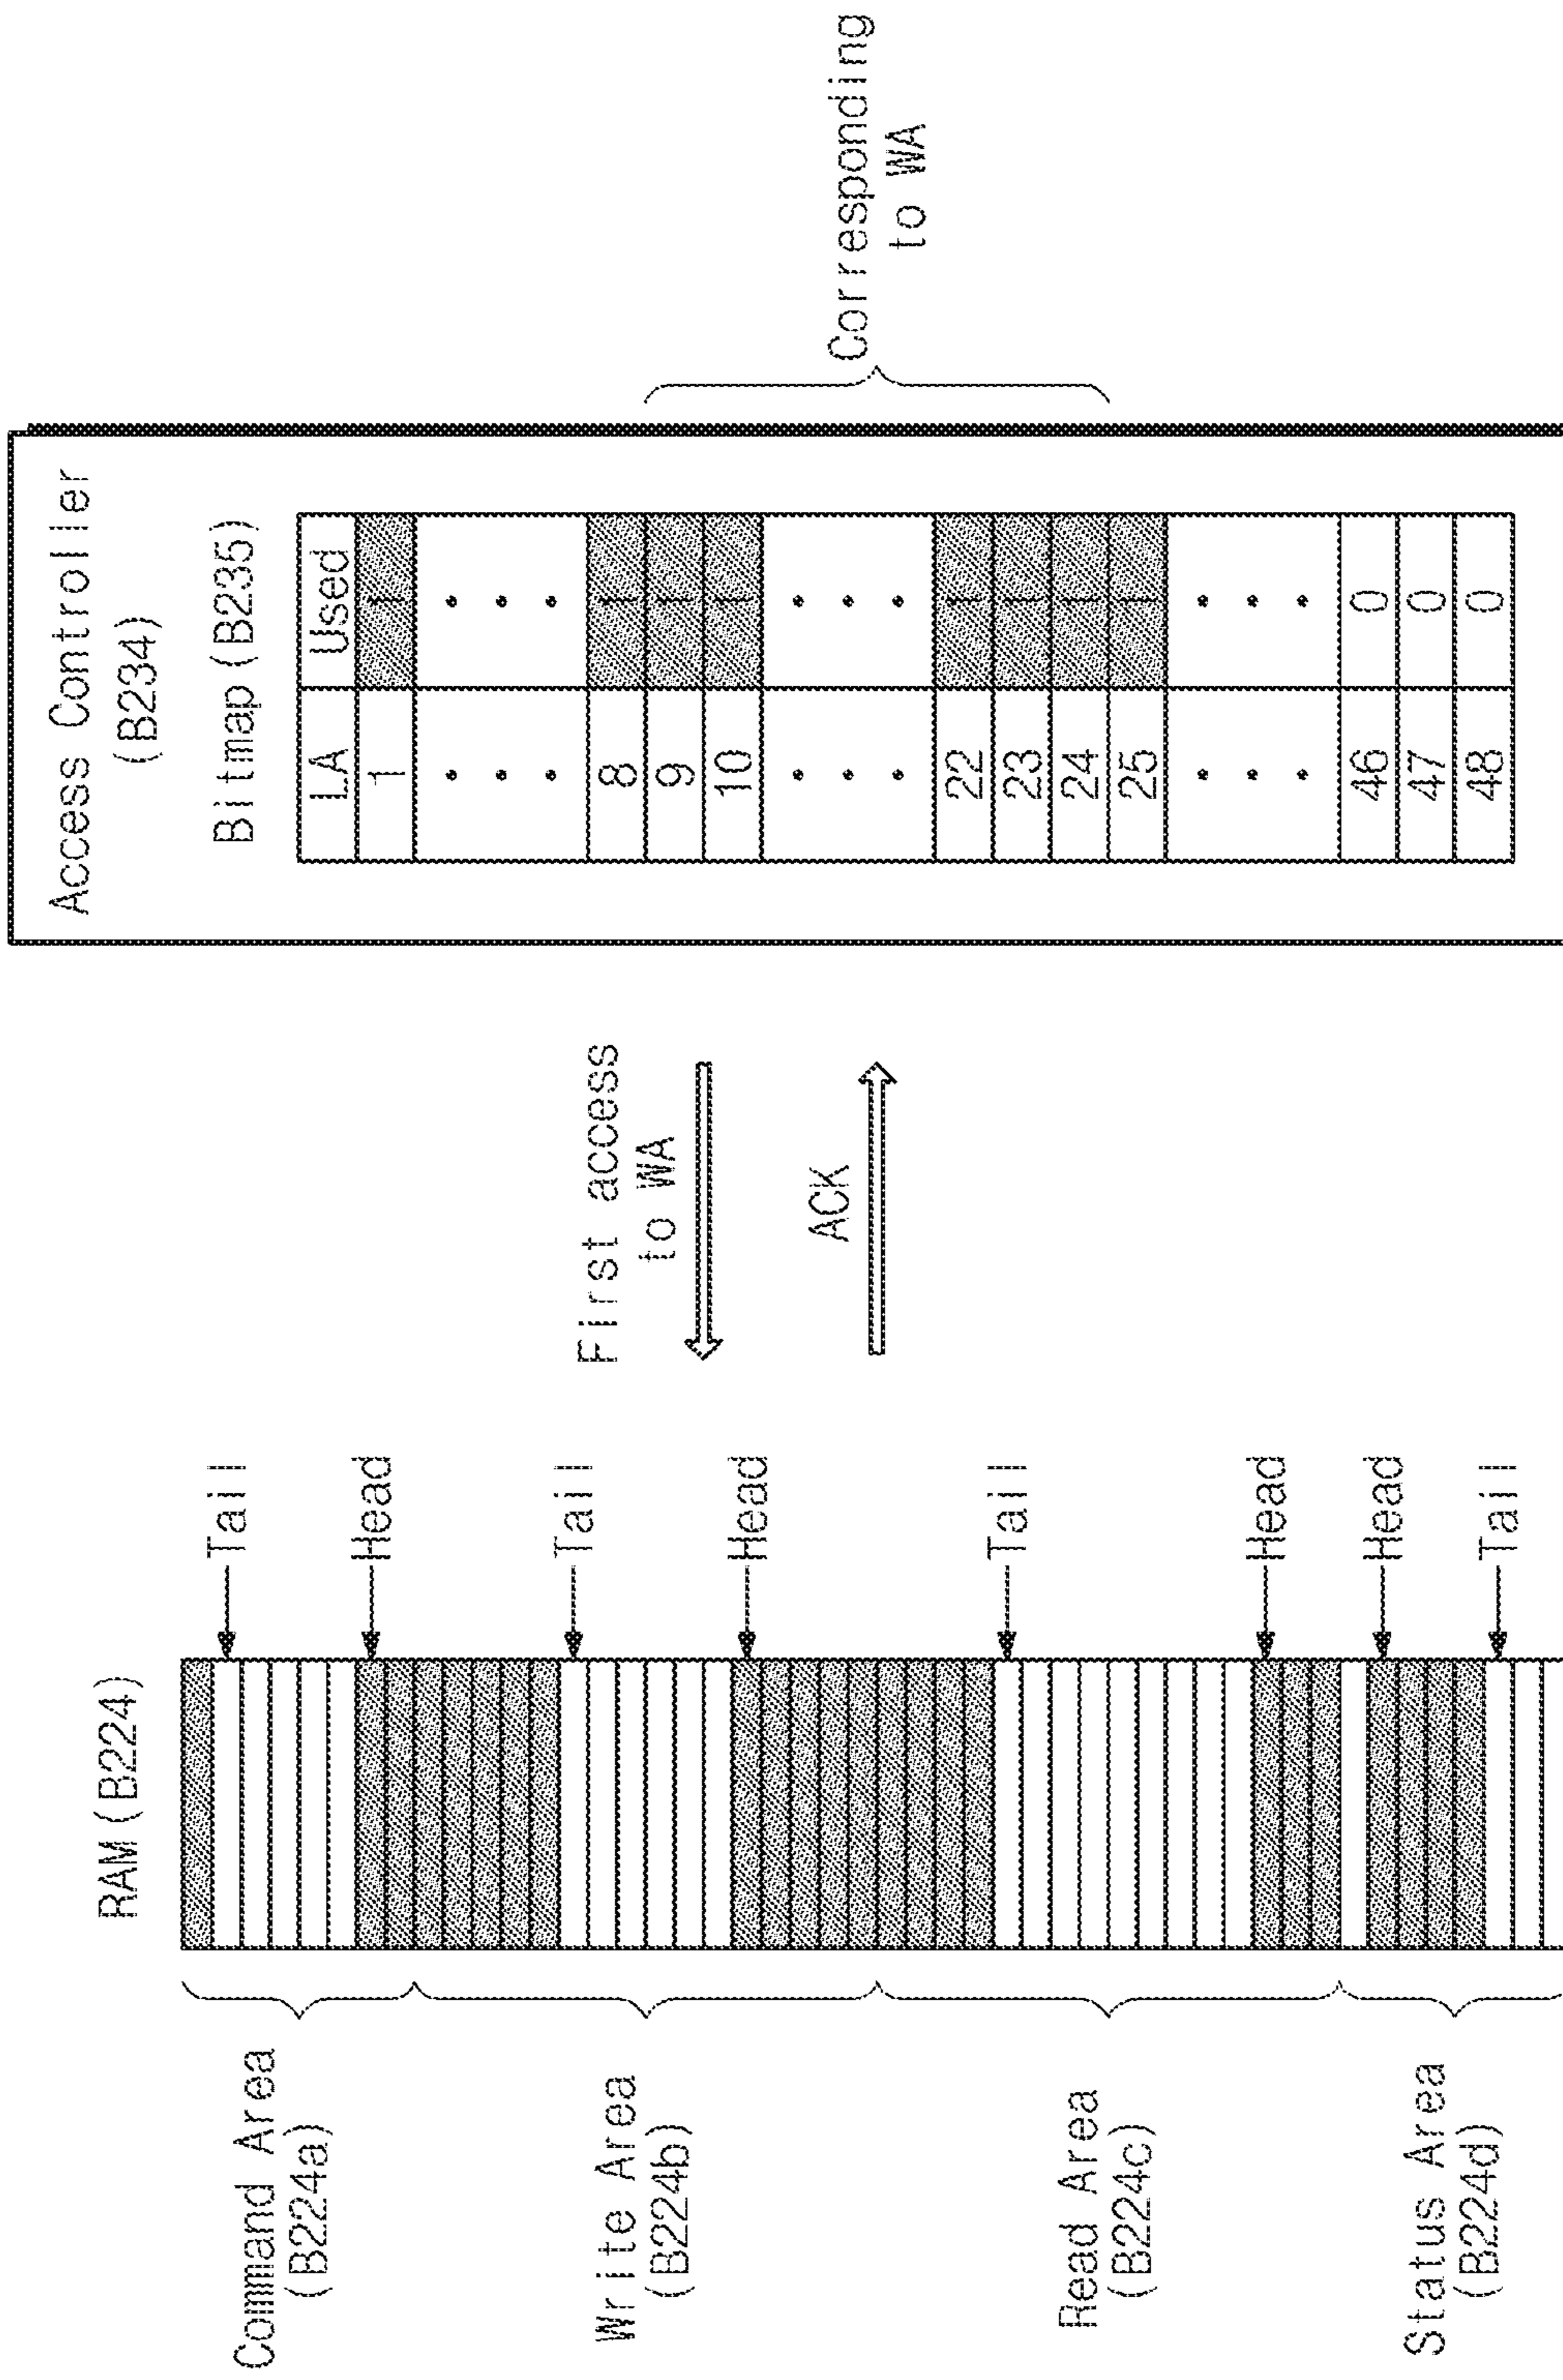 RAM(B224)
Command Area
(B224a)
Write Area
(B224b)
Read Area
(B224c)
Status Area
(B224d)
Tail
Head
Tail
Head
Tail
Head
Head
Tail
First access
to WA
ACK
Access Controller
(B234)
Bitmap(B235)
LA Used
1 1
8 1
9 1
10 1
22 1
23 1
24 1
25 1
46 0
47 0
48 0
Corresponding
to WA